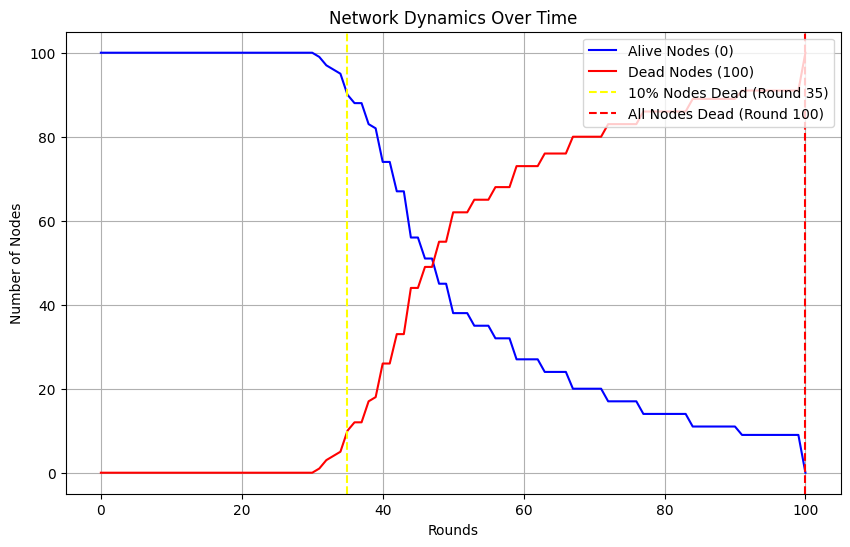 Network Dynamics Over Time
Alive Nodes (0)
Dead Nodes (100)
10% Nodes Dead (Round 35)
All Nodes Dead (Round 100)
Number of Nodes
100
80
60
40
20
0
0 20 40 60 80 100
Rounds